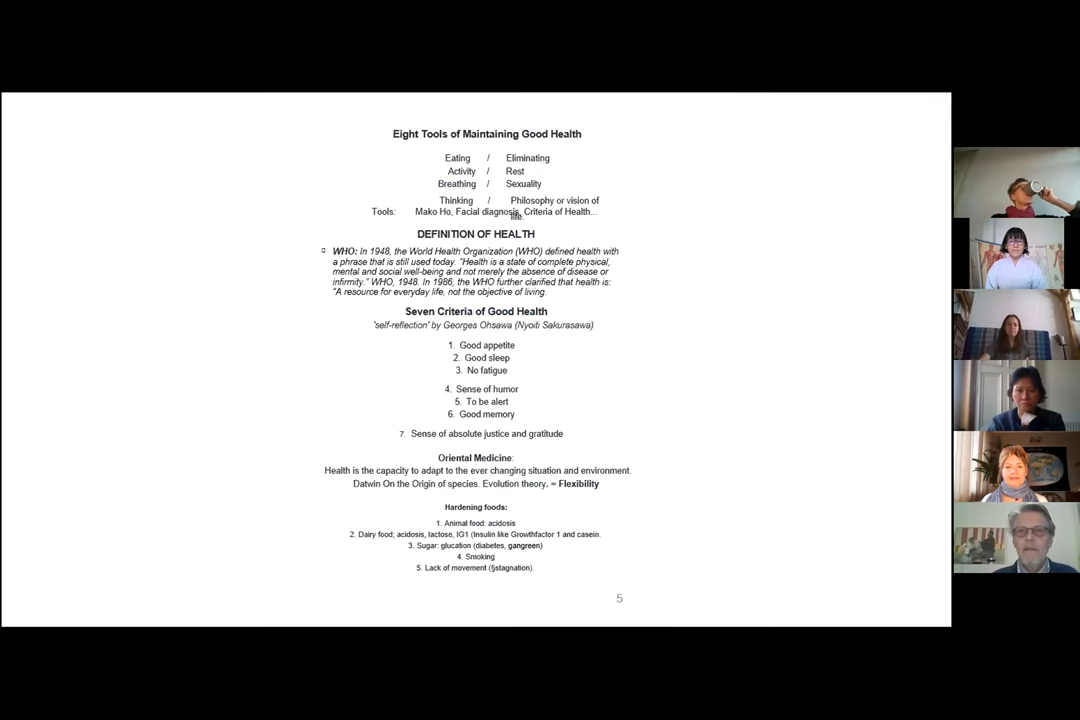 Eight Tools of Maintaining Good Health
Eating / Eliminating
Activity / Rest
Breathing / Sexuality
Thinking / Philosophy or vision of
life.
Tools: Mako Ho, Facial diagnosis, Criteria of Health...
DEFINITION OF HEALTH
WHO: In 1948, the World Health Organization (WHO) defined health with
a phrase that is still used today. "Health is a state of complete physical,
mental and social well-being and not merely the absence of disease or
infirmity." WHO, 1948. In 1986, the WHO further clarified that health is:
"A resource for everyday life, not the objective of living.
Seven Criteria of Good Health
'self-reflection' by Georges Ohsawa (Nyoiti Sakurasawa)
1. Good appetite
2. Good sleep
3. No fatigue
4. Sense of humor
5. To be alert
6. Good memory
7. Sense of absolute justice and gratitude
Oriental Medicine:
Health is the capacity to adapt to the ever changing situation and environment.
Datwin On the Origin of species. Evolution theory. = Flexibility
Hardening foods:
1. Animal food: acidosis
2. Dairy food; acidosis, lactose, IG1 (Insulin like Growthfactor 1 and casein.
3. Sugar: glucation (diabetes, gangreen)
4. Smoking
5. Lack of movement (§stagnation).
5